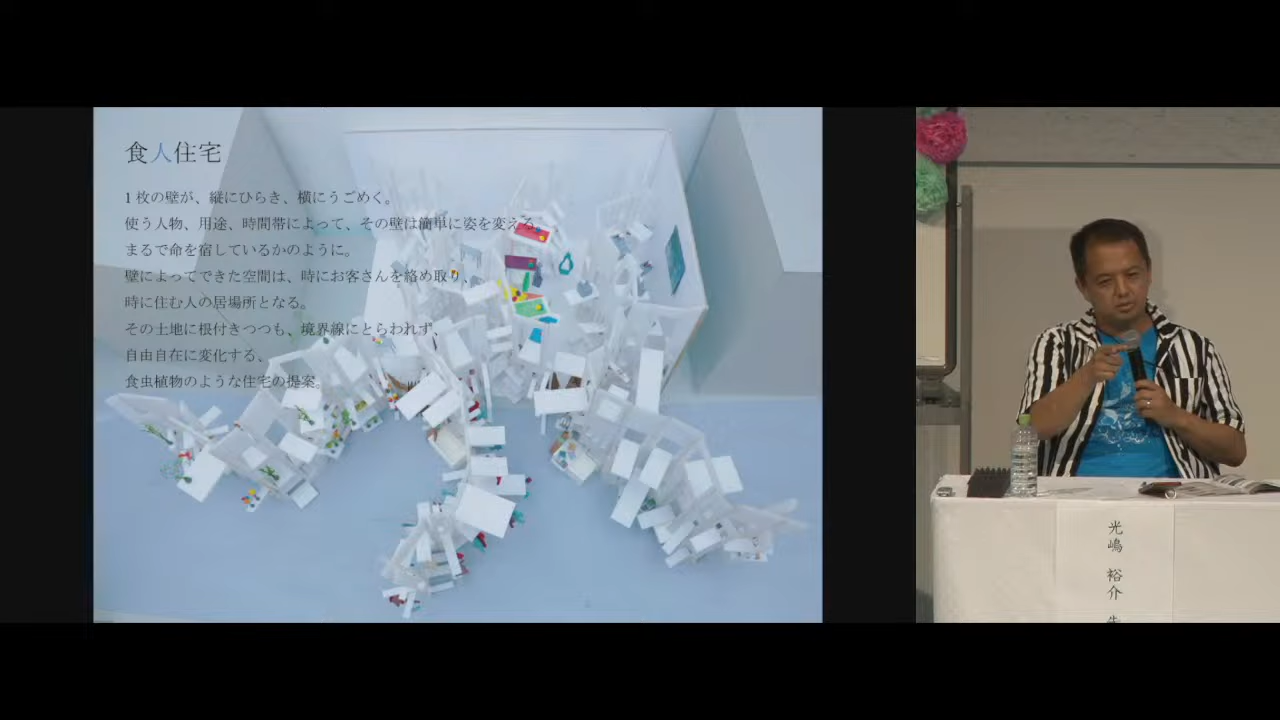 食人住宅
1枚の壁が、縦にひらき、横にうごめく。
使う人物、用途、時間帯によって、その壁は簡単に姿を変える。
まるで命を宿しているかのように。
壁によってできた空間は、時にお客さんを絡め取り、
時に住む人の居場所となる。
その土地に根付きつつも、境界線にとらわれず、
自由自在に変化する、
食虫植物のような住宅の提案。
光嶋 裕介